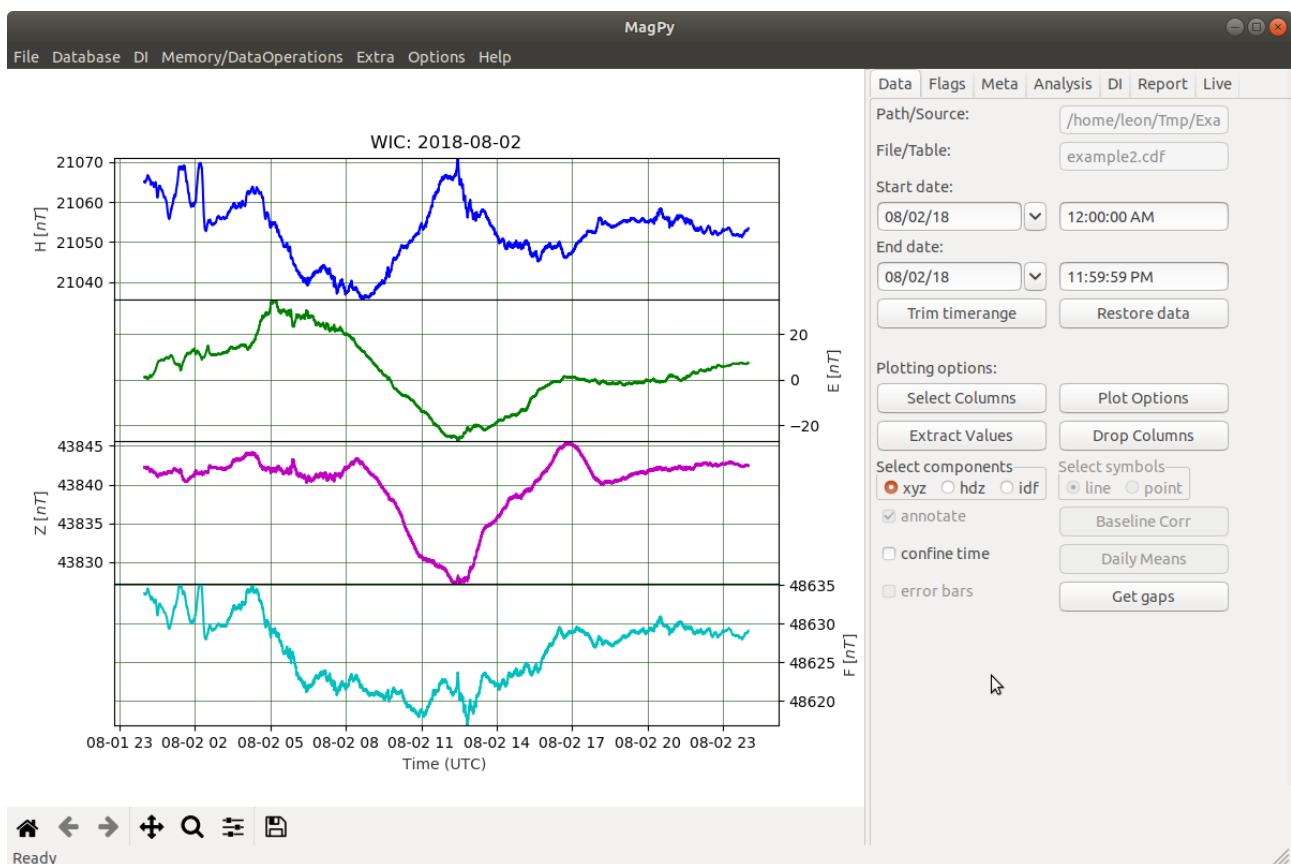 MagPy
File Database DI Memory/DataOperations Extra Options Help
WIC: 2018-08-02
21070
21060
21050
21040
H [nT]
20
0
−20
E [nT]
43845
43840
43835
43830
Z [nT]
48635
48630
48625
48620
F [nT]
08-01 23 08-02 02 08-02 05 08-02 08 08-02 11 08-02 14 08-02 17 08-02 20 08-02 23
Time (UTC)
Ready
Data Flags Meta Analysis DI Report Live
Path/Source: /home/leon/Tmp/Exa
File/Table: example2.cdf
Start date:
08/02/18 12:00:00 AM
End date:
08/02/18 11:59:59 PM
Trim timerange Restore data
Plotting options:
Select Columns Plot Options
Extract Values Drop Columns
Select components Select symbols
xyz hdz idf line point
annotate Baseline Corr
confine time Daily Means
error bars Get gaps